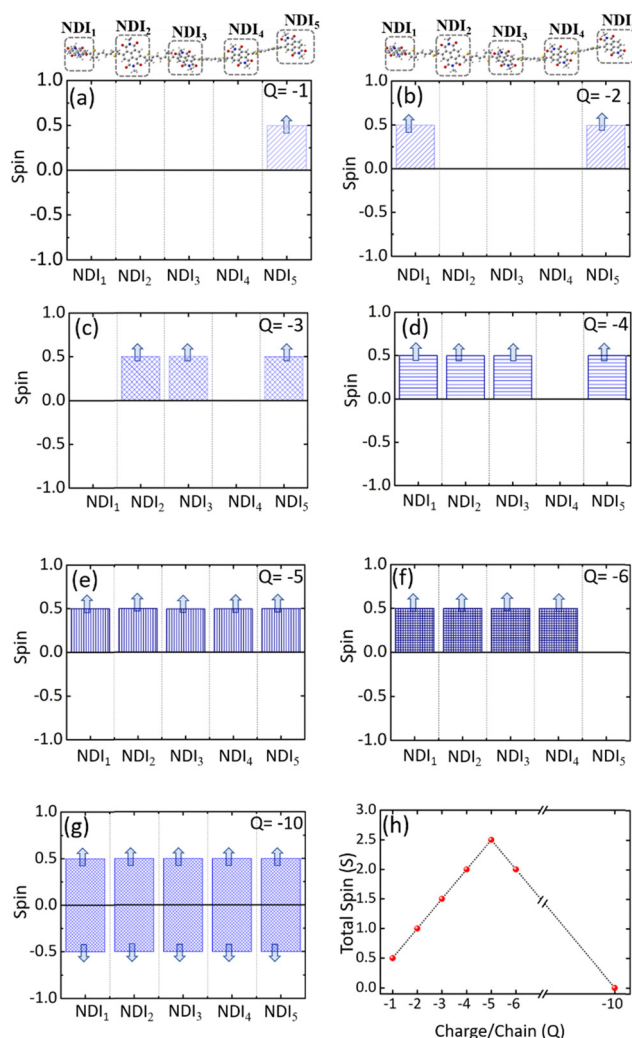 NDI₁ NDI₂ NDI₃ NDI₄ NDI₅ NDI₁ NDI₂ NDI₃ NDI₄
(a) Q= -1
1.0
0.5
0.0
-0.5
-1.0
Spin
NDI₁ NDI₂ NDI₃ NDI₄ NDI₅
(b) Q= -2
1.0
0.5
0.0
-0.5
-1.0
Spin
NDI₁ NDI₂ NDI₃ NDI₄ NDI₅
(c) Q= -3
1.0
0.5
0.0
-0.5
-1.0
Spin
NDI₁ NDI₂ NDI₃ NDI₄ NDI₅
(d) Q= -4
1.0
0.5
0.0
-0.5
-1.0
Spin
NDI₁ NDI₂ NDI₃ NDI₄ NDI₅
(e) Q= -5
1.0
0.5
0.0
-0.5
-1.0
Spin
NDI₁ NDI₂ NDI₃ NDI₄ NDI₅
(f) Q= -6
1.0
0.5
0.0
-0.5
-1.0
Spin
NDI₁ NDI₂ NDI₃ NDI₄ NDI₅
(g) Q= -10
1.0
0.5
0.0
-0.5
-1.0
Spin
NDI₁ NDI₂ NDI₃ NDI₄ NDI₅
(h)
3.0
2.5
2.0
1.5
1.0
0.5
0.0
Total Spin (S)
-1 -2 -3 -4 -5 -6 -10
Charge/Chain (Q)